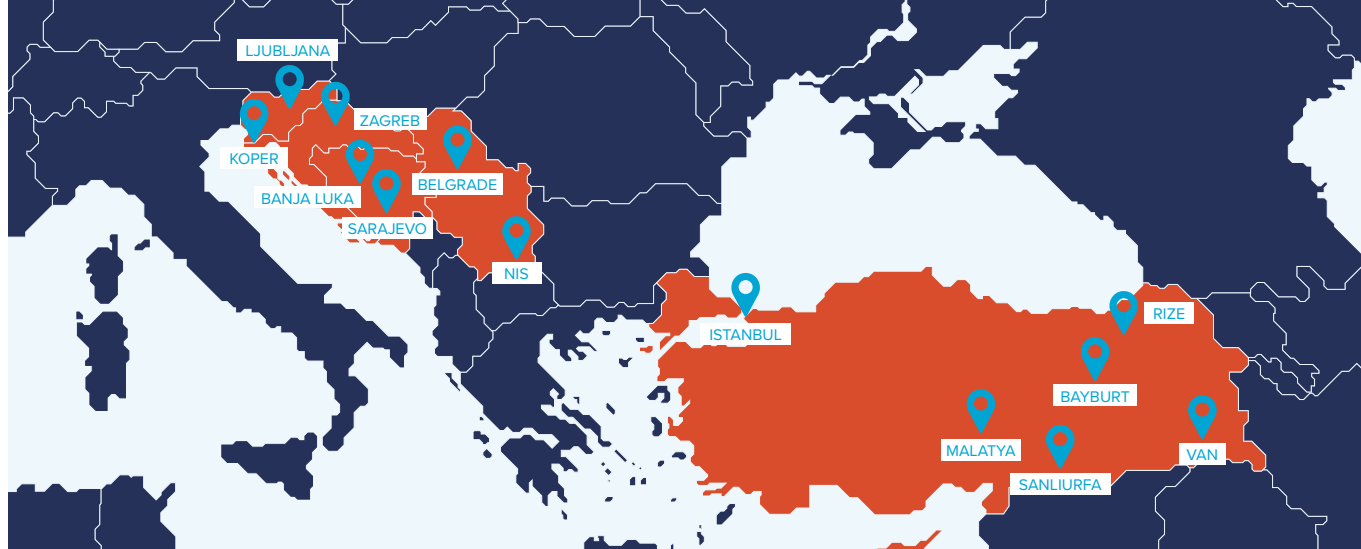 LJUBLJANA
ZAGREB
KOPER
BELGRADE
BANJA LUKA
SARAJEVO
NIS
RIZE
ISTANBUL
BAYBURT
MALATYA
VAN
SANLIURFA